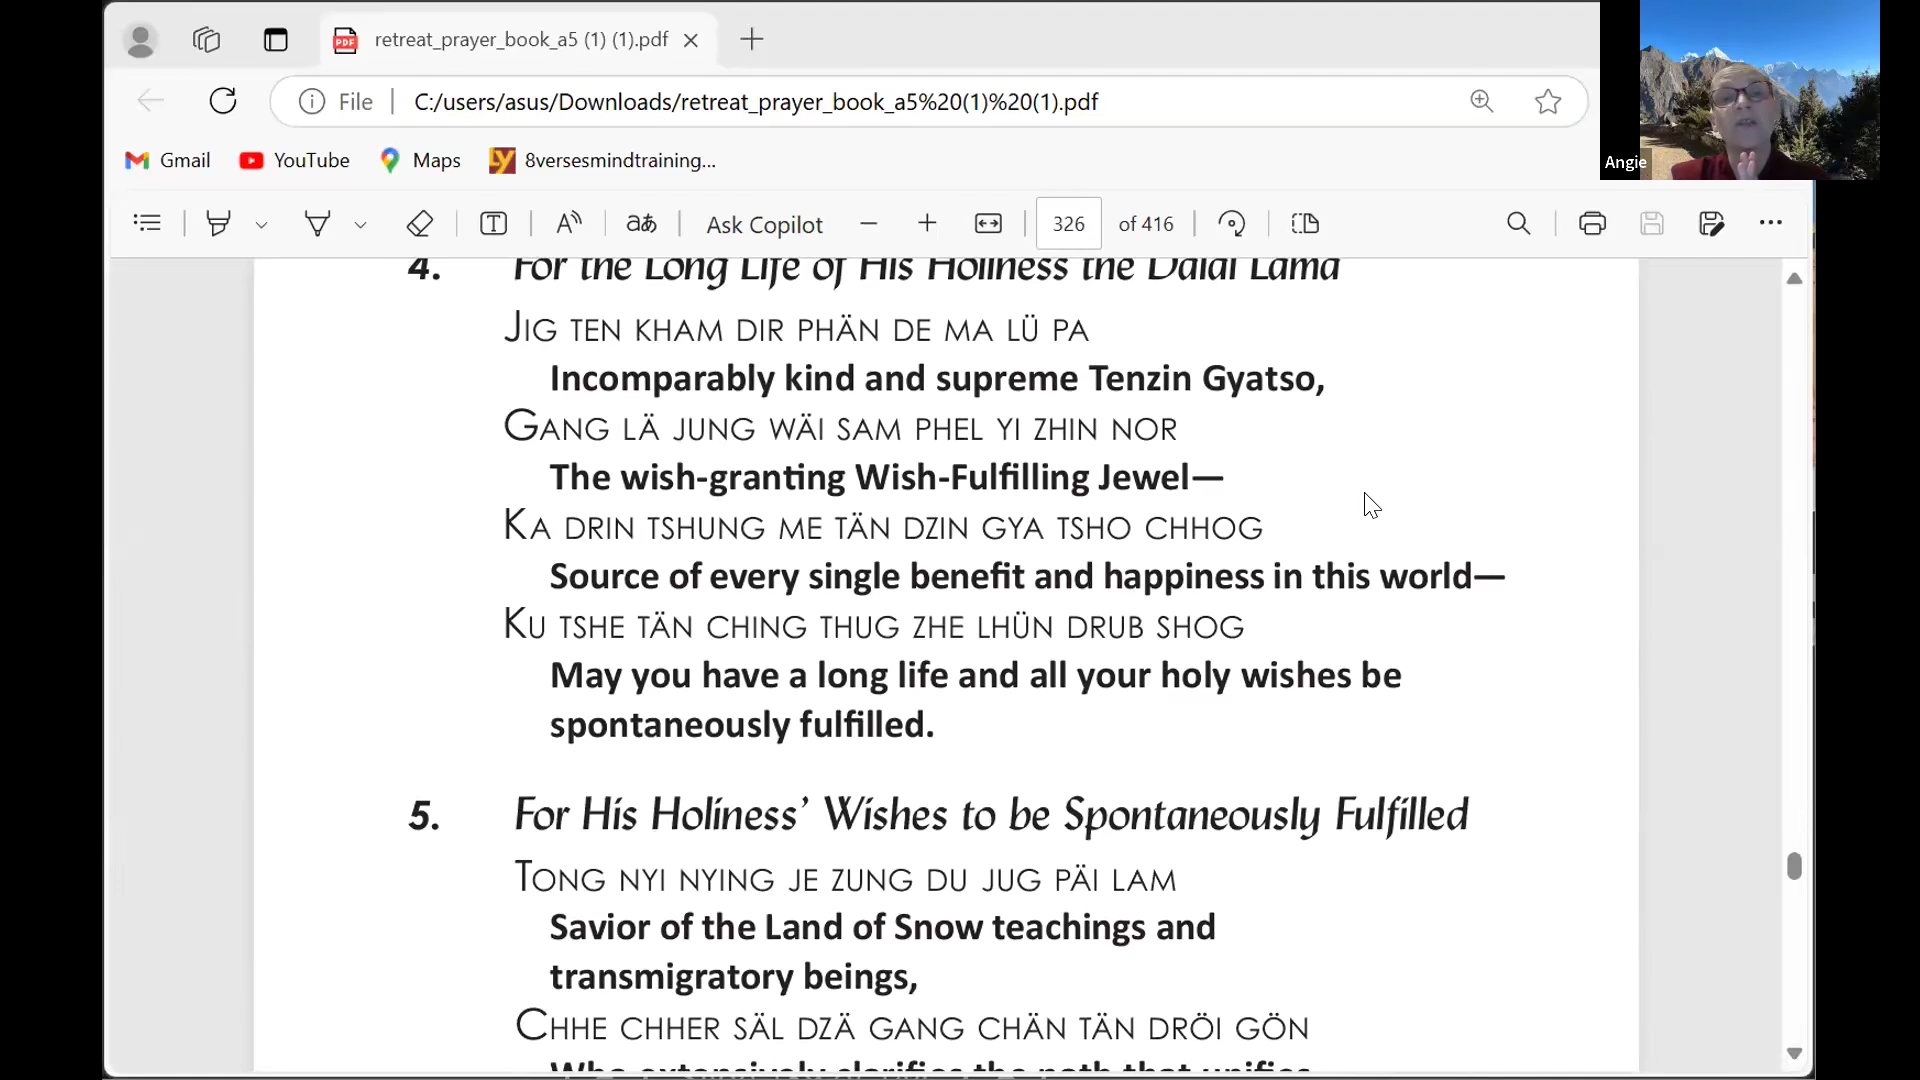 retreat_prayer_book_a5 (1) (1).pdf
File
C:/users/asus/Downloads/retreat_prayer_book_a5%20(1)%20(1).pdf
Angie
Gmail YouTube Maps 8versesmindtraining...
Ask Copilot 326 of 416
4. For the Long Life of His Holiness the Dalai Lama
JIG TEN KHAM DIR PHÄN DE MA LÜ PA
Incomparably kind and supreme Tenzin Gyatso,
GANG LÄ JUNG WÄI SAM PHEL YI ZHIN NOR
The wish-granting Wish-Fulfilling Jewel—
KA DRIN TSHUNG ME TÄN DZIN GYA TSHO CHHOG
Source of every single benefit and happiness in this world—
KU TSHE TÄN CHING THUG ZHE LHÜN DRUB SHOG
May you have a long life and all your holy wishes be
spontaneously fulfilled.
5. For His Holiness’ Wishes to be Spontaneously Fulfilled
TONG NYI NYING JE ZUNG DU JUG PÄI LAM
Savior of the Land of Snow teachings and
transmigratory beings,
CHHE CHHER SÄL DZÄ GANG CHÄN TÄN DRÖI GÖN
Who extensively clarifies the path that unifies